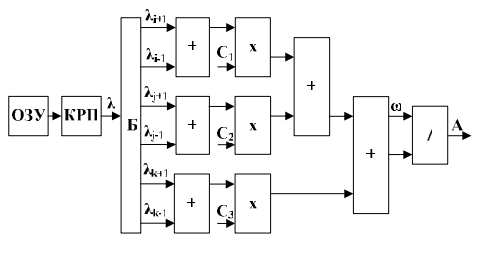 λi+1
λi-1
+
C1
x
λj+1
λj-1
+
C2
x
λk+1
λk-1
+
C3
x
ОЗУ
КРП
λ
Б
+
+
ω
/
A